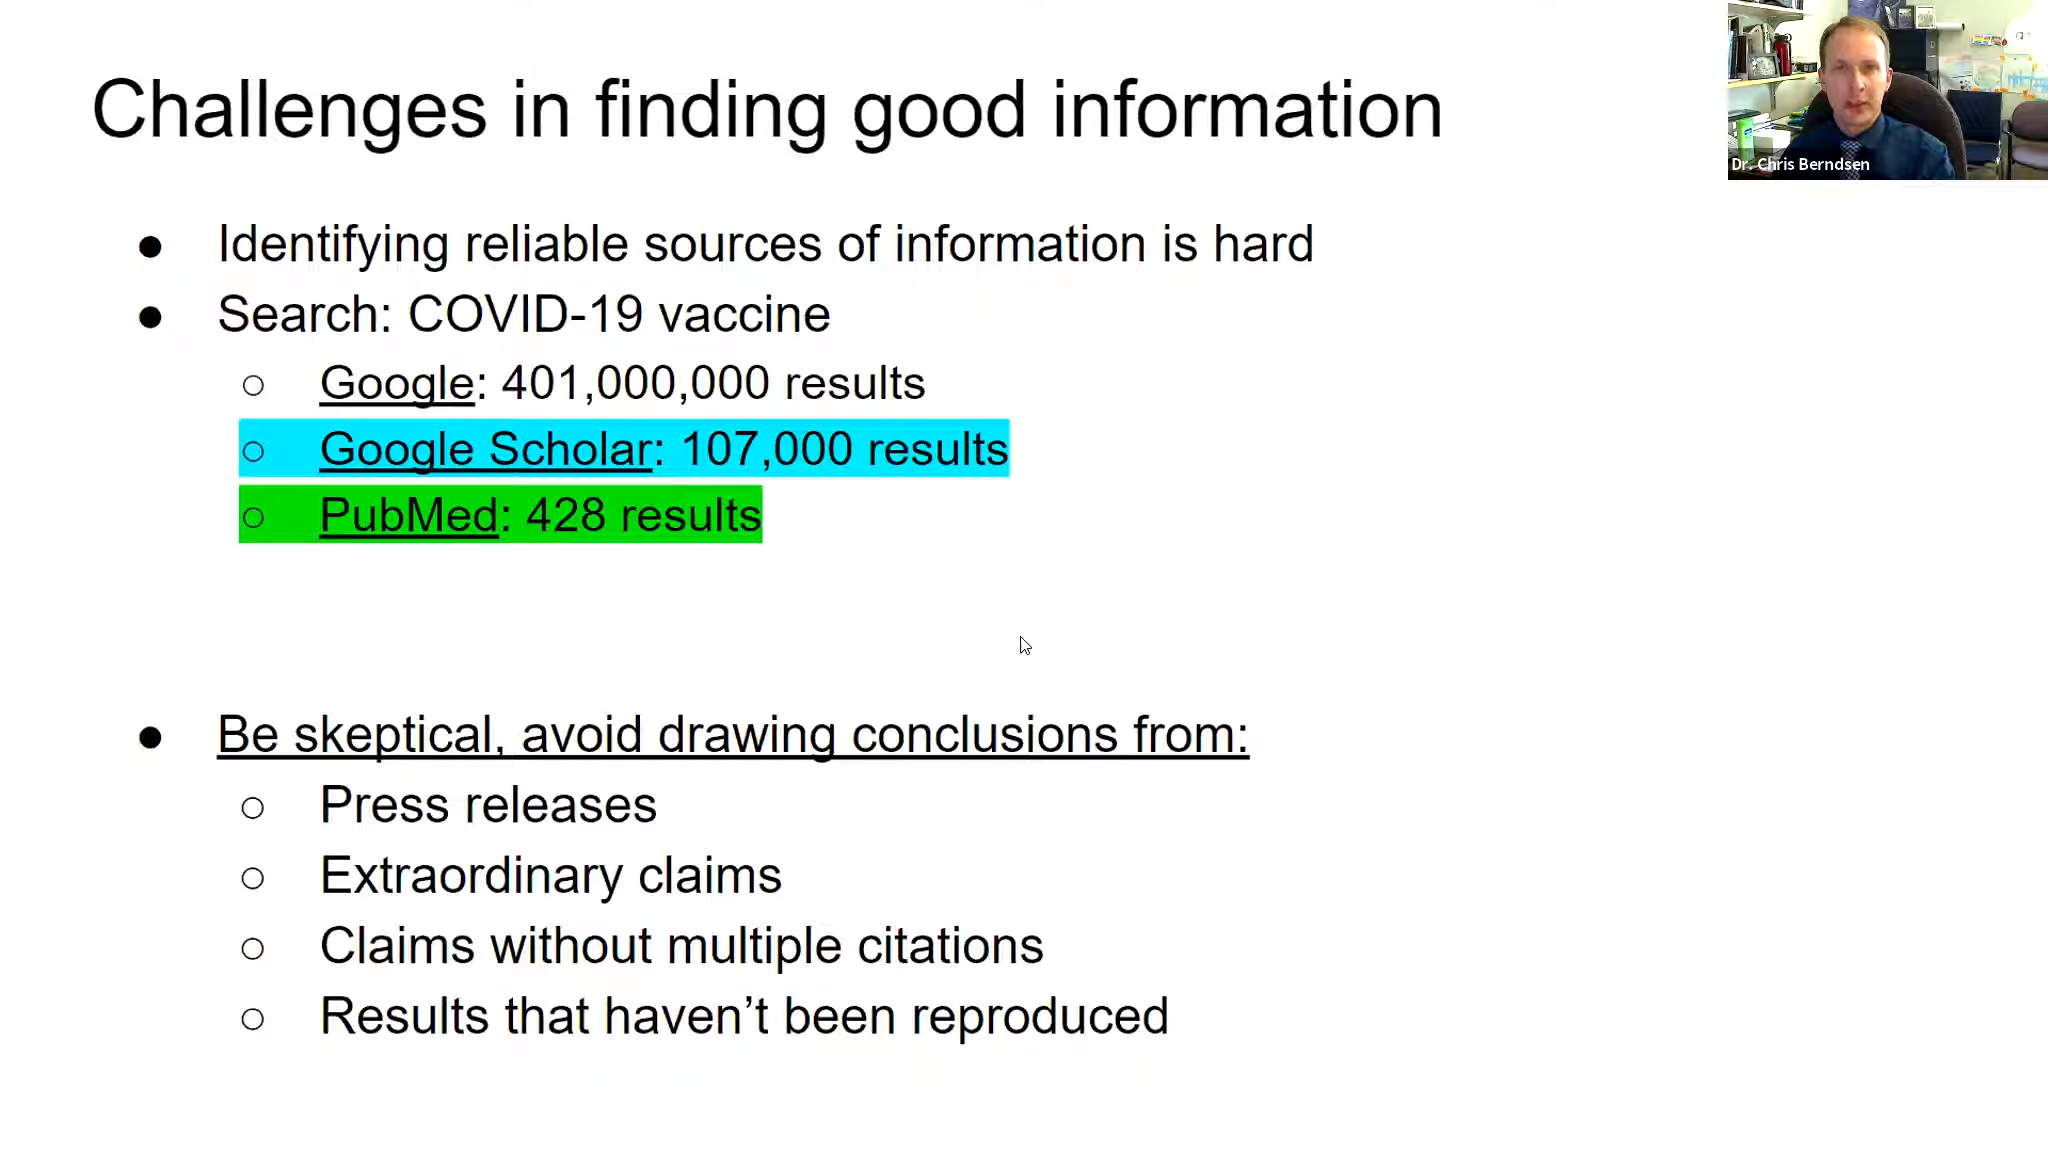 Challenges in finding good information
Dr. Chris Berndsen
● Identifying reliable sources of information is hard
● Search: COVID-19 vaccine
○ Google: 401,000,000 results
○ Google Scholar: 107,000 results
○ PubMed: 428 results
● Be skeptical, avoid drawing conclusions from:
○ Press releases
○ Extraordinary claims
○ Claims without multiple citations
○ Results that haven’t been reproduced